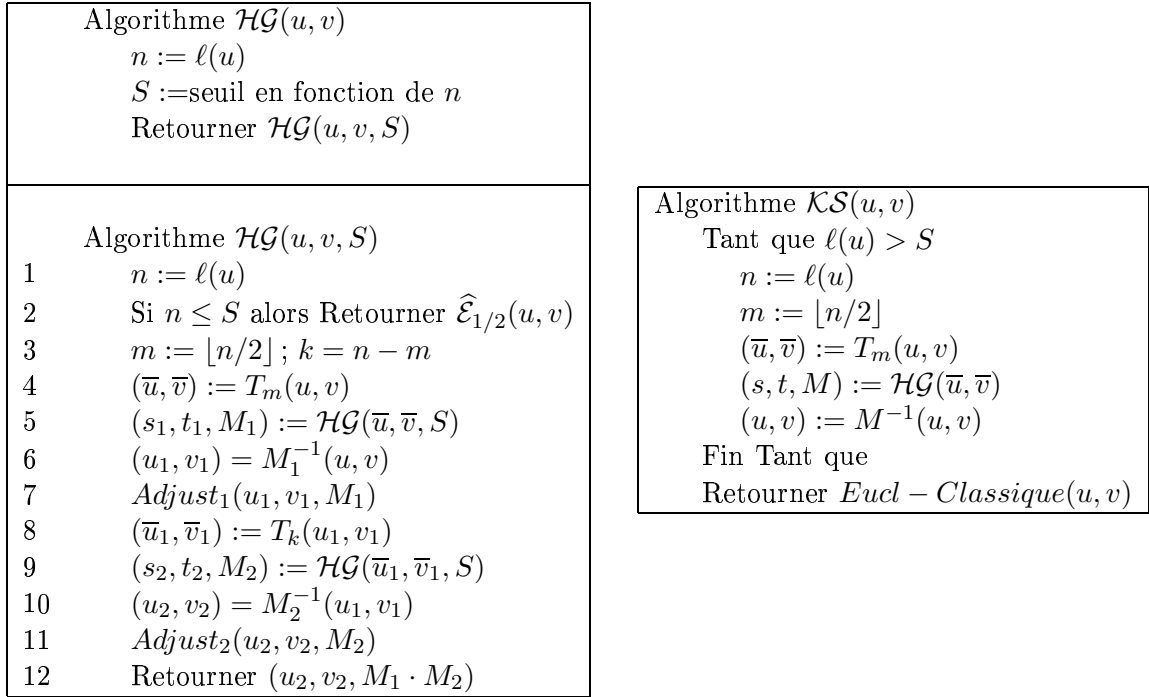 Algorithme 𝓗𝓖(u, v)
n := ℓ(u)
S :=seuil en fonction de n
Retourner 𝓗𝓖(u, v, S)
Algorithme 𝓗𝓖(u, v, S)
1 n := ℓ(u)
2 Si n ≤ S alors Retourner Ê_{1/2}(u, v)
3 m := ⌊n/2⌋ ; k = n − m
4 (u̅, v̅) := T_m(u, v)
5 (s_1, t_1, M_1) := 𝓗𝓖(u̅, v̅, S)
6 (u_1, v_1) = M_1^{-1}(u, v)
7 Adjust_1(u_1, v_1, M_1)
8 (u̅_1, v̅_1) := T_k(u_1, v_1)
9 (s_2, t_2, M_2) := 𝓗𝓖(u̅_1, v̅_1, S)
10 (u_2, v_2) = M_2^{-1}(u_1, v_1)
11 Adjust_2(u_2, v_2, M_2)
12 Retourner (u_2, v_2, M_1 · M_2)
Algorithme 𝓚𝓢(u, v)
Tant que ℓ(u) > S
n := ℓ(u)
m := ⌊n/2⌋
(u̅, v̅) := T_m(u, v)
(s, t, M) := 𝓗𝓖(u̅, v̅)
(u, v) := M^{-1}(u, v)
Fin Tant que
Retourner Eucl − Classique(u, v)